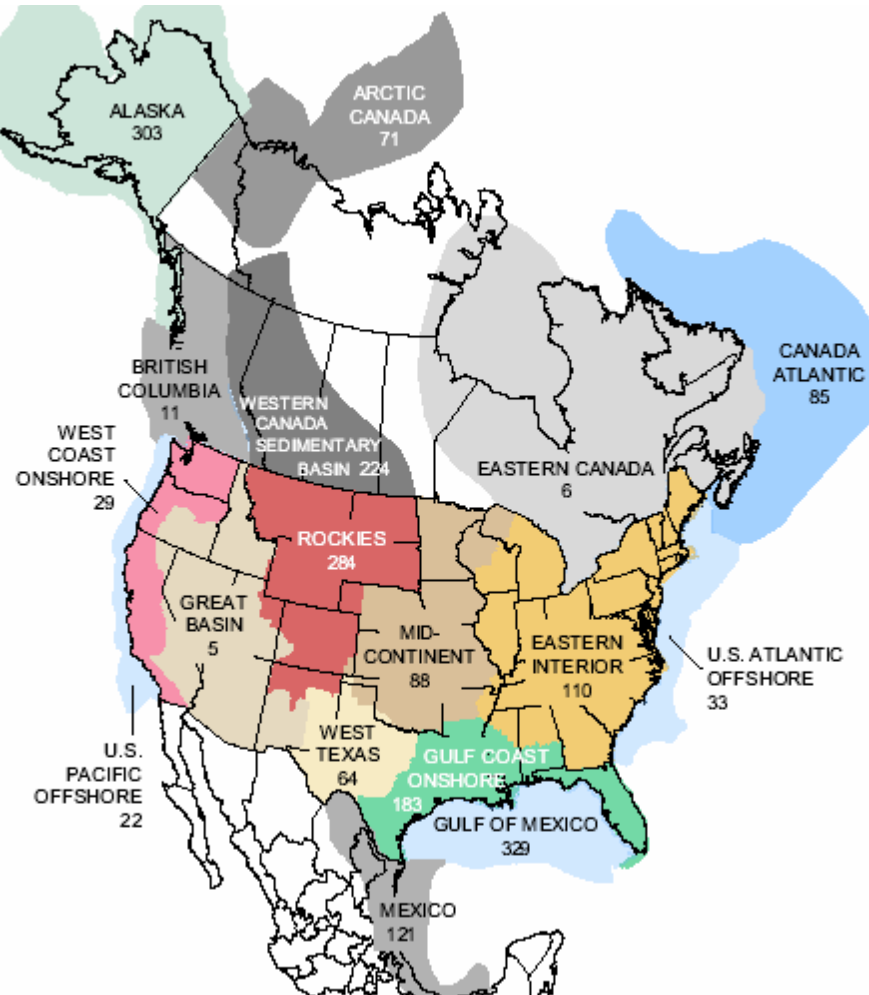 ALASKA
303
ARCTIC
CANADA
71
BRITISH
COLUMBIA
11
WESTERN
CANADA
SEDIMENTARY
BASIN 224
CANADA
ATLANTIC
85
WEST
COAST
ONSHORE
29
EASTERN CANADA
6
ROCKIES
284
GREAT
BASIN
5
MID-
CONTINENT
88
EASTERN
INTERIOR
110
U.S. ATLANTIC
OFFSHORE
33
U.S.
PACIFIC
OFFSHORE
22
WEST
TEXAS
64
GULF COAST
ONSHORE
183
GULF OF MEXICO
329
MEXICO
121